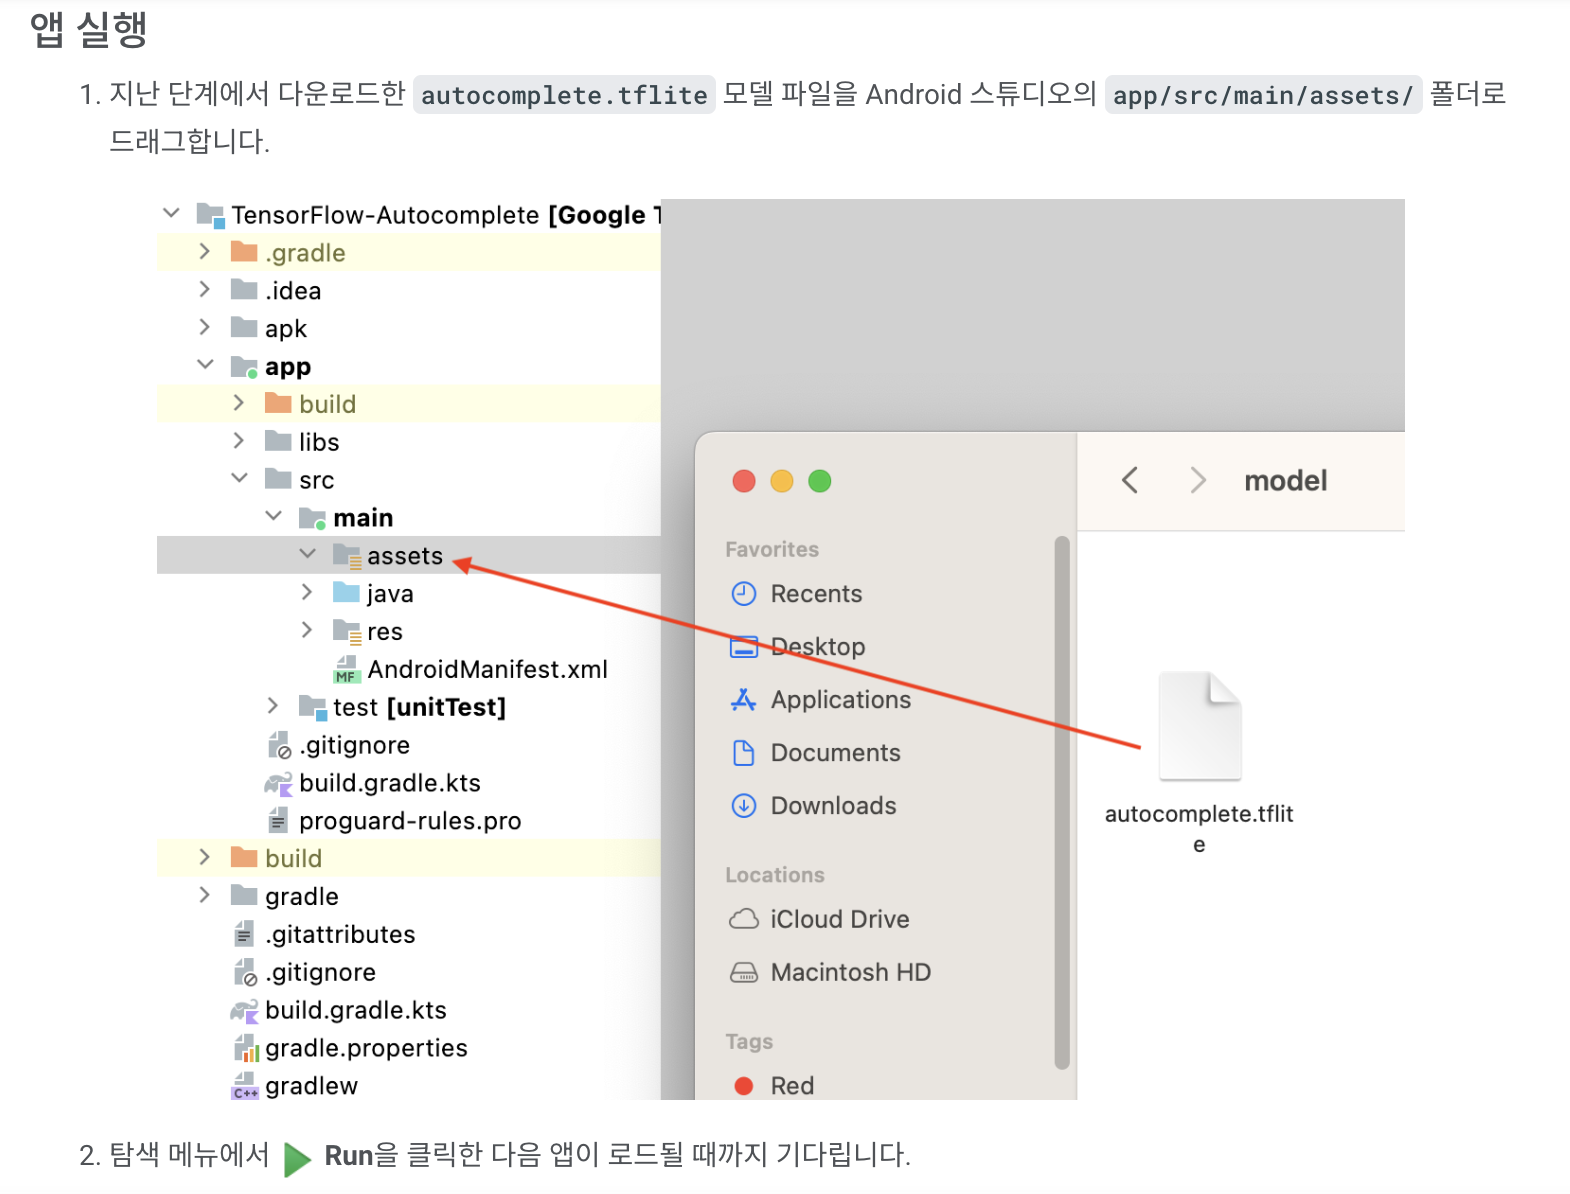 앱 실행
1. 지난 단계에서 다운로드한 autocomplete.tflite 모델 파일을 Android 스튜디오의 app/src/main/assets/ 폴더로
드래그합니다.
TensorFlow-Autocomplete [Google T
.gradle
.idea
apk
app
build
libs
src
main
assets
java
res
AndroidManifest.xml
test [unitTest]
.gitignore
build.gradle.kts
proguard-rules.pro
build
gradle
.gitattributes
.gitignore
build.gradle.kts
gradle.properties
gradlew
model
Favorites
Recents
Desktop
Applications
Documents
Downloads
Locations
iCloud Drive
Macintosh HD
Tags
Red
autocomplete.tflit
e
2. 탐색 메뉴에서 Run을 클릭한 다음 앱이 로드될 때까지 기다립니다.